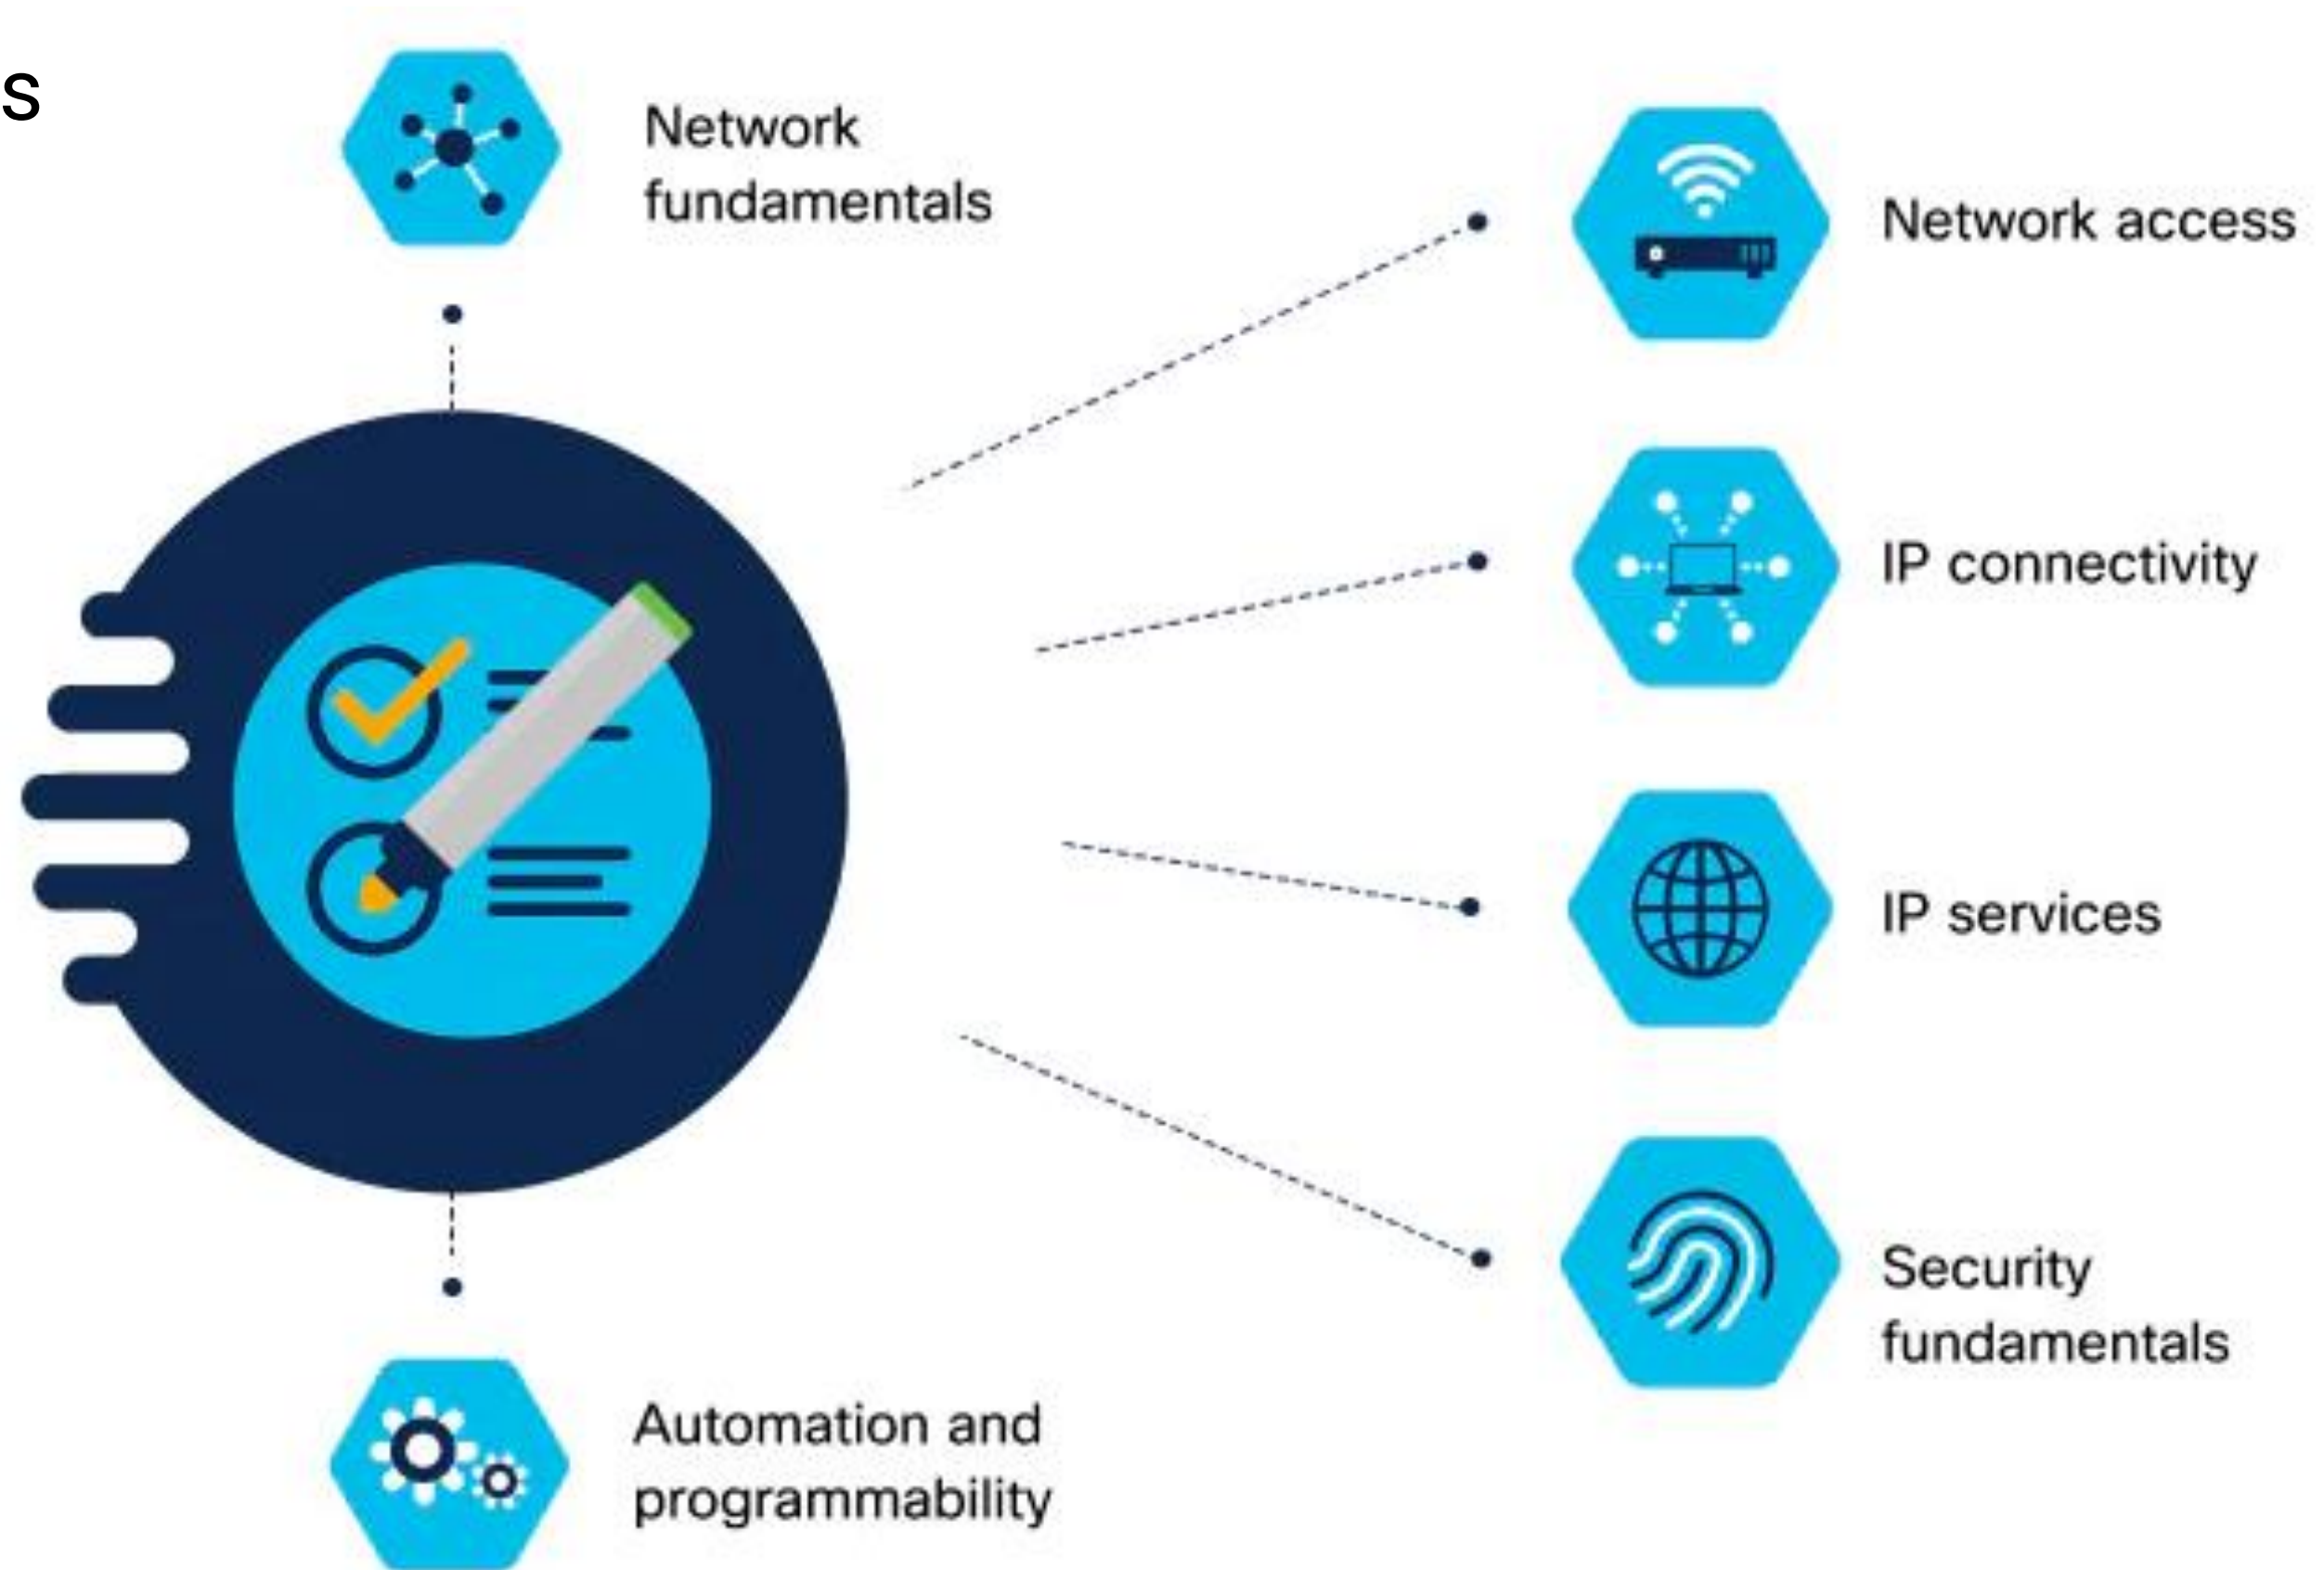 s
Network
fundamentals
Network access
IP connectivity
IP services
Security
fundamentals
Automation and
programmability